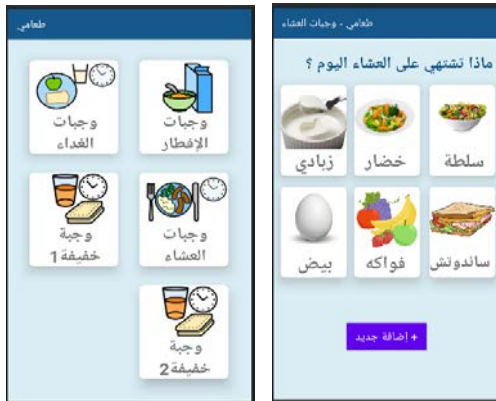 طعامي
وجبات
الإفطار
وجبات
الغداء
وجبات
العشاء
وجبة
خفيفة 1
وجبة
خفيفة 2
طعامي - وجبات العشاء
ماذا تشتهي على العشاء اليوم ؟
سلطة
خضار
زبادي
ساندوتش
فواكه
بيض
+ إضافة جديد